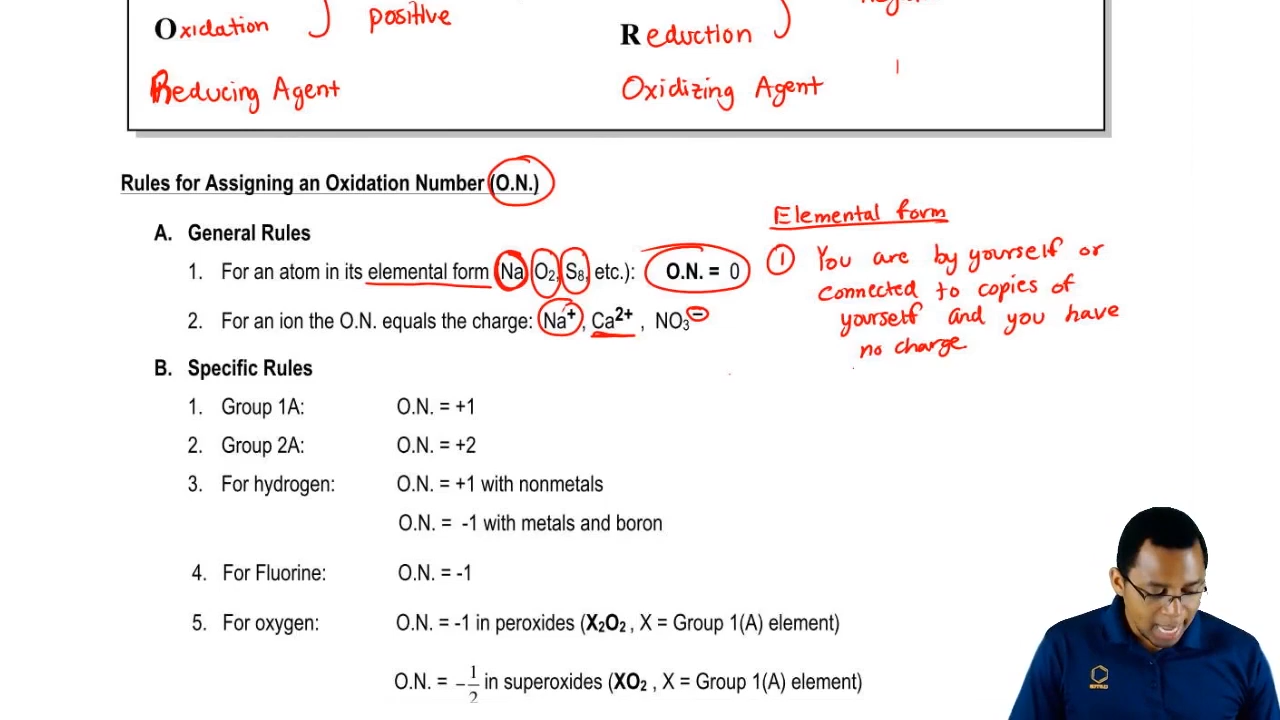 Oxidation
positive
Reduction
Reducing Agent
Oxidizing Agent
Rules for Assigning an Oxidation Number (O.N.)
A. General Rules
1. For an atom in its elemental form (Na, O₂, S₈, etc.): O.N. = 0
2. For an ion the O.N. equals the charge: Na⁺, Ca²⁺ , NO₃⁻
Elemental form
① You are by yourself or
connected to copies of
yourself and you have
no charge
B. Specific Rules
1. Group 1A: O.N. = +1
2. Group 2A: O.N. = +2
3. For hydrogen: O.N. = +1 with nonmetals
O.N. = -1 with metals and boron
4. For Fluorine: O.N. = -1
5. For oxygen: O.N. = -1 in peroxides (X₂O₂ , X = Group 1(A) element)
O.N. = -1/2 in superoxides (XO₂ , X = Group 1(A) element)